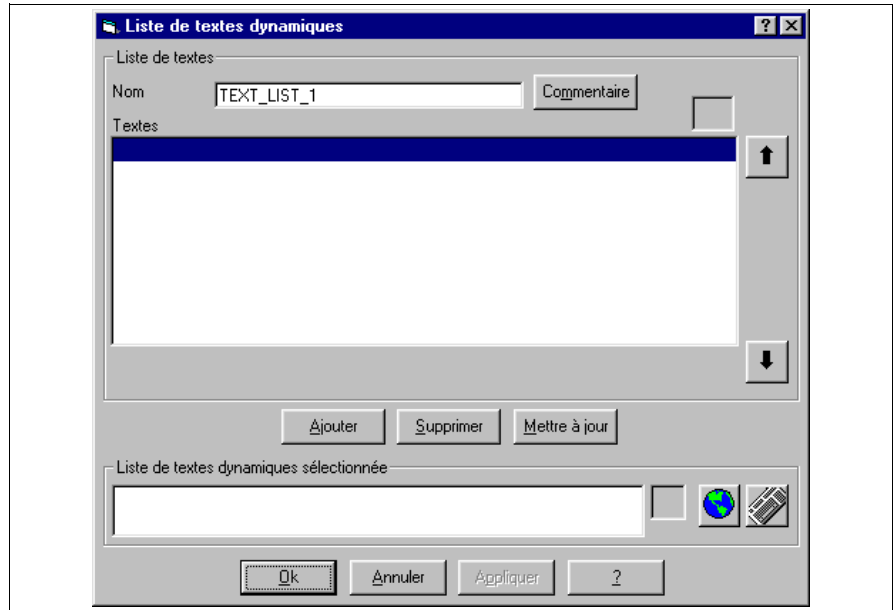 Liste de textes dynamiques
Liste de textes
Nom TEXT_LIST_1 Commentaire
Textes
Ajouter Supprimer Mettre à jour
Liste de textes dynamiques sélectionnée
Ok Annuler Appliquer ?